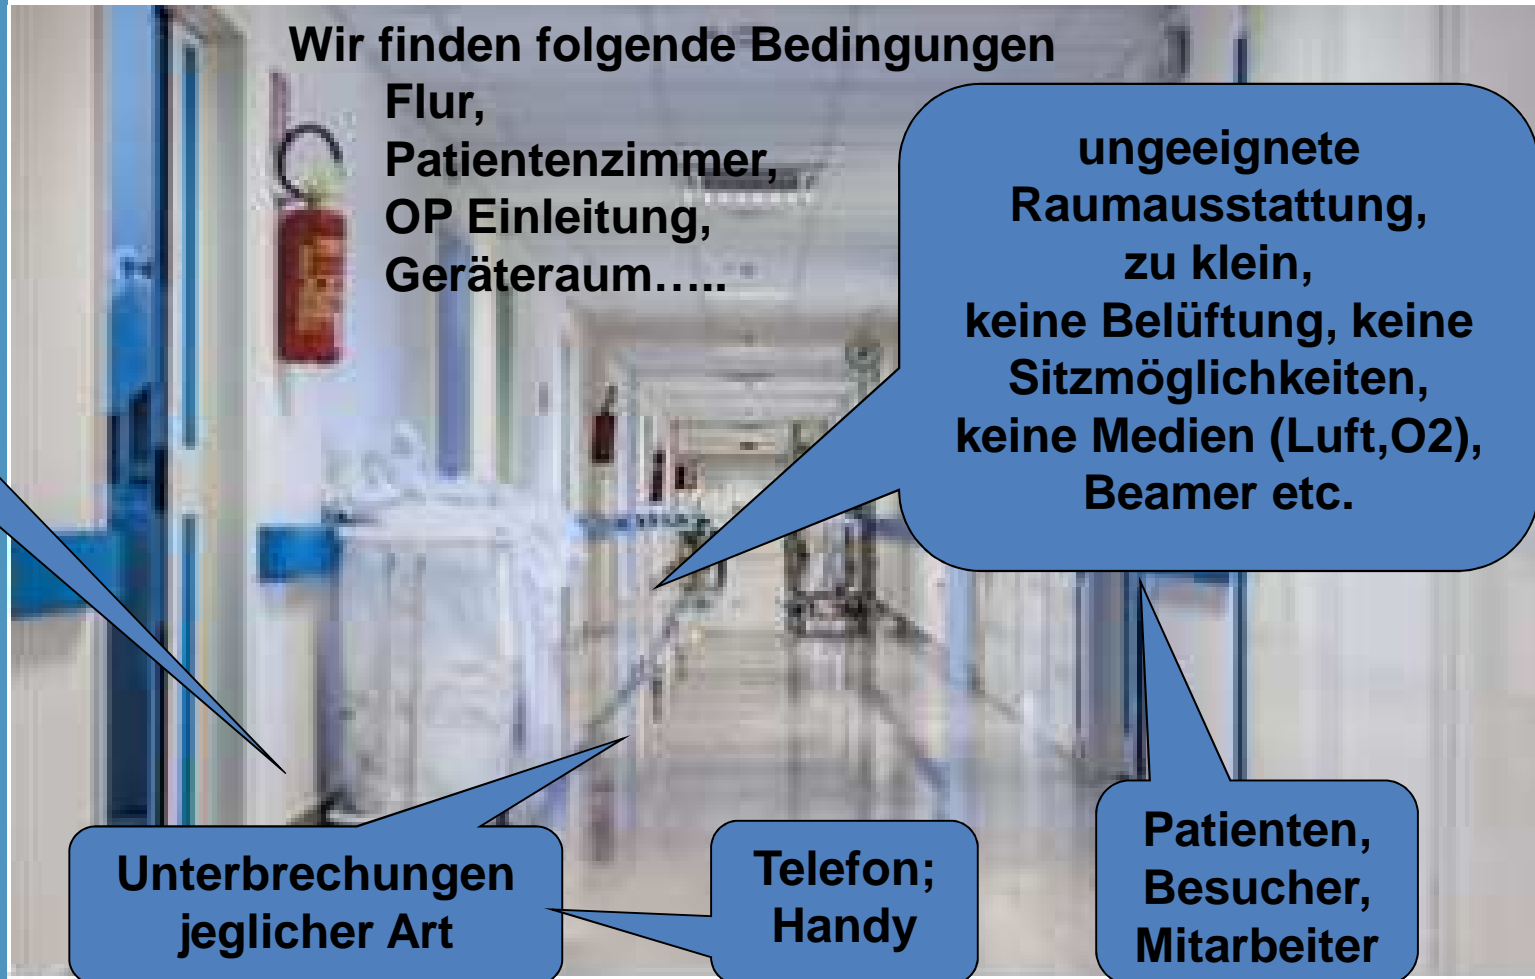 Wir finden folgende Bedingungen
Flur,
Patientenzimmer,
OP Einleitung,
Geräteraum…..
ungeeignete
Raumausstattung,
zu klein,
keine Belüftung, keine
Sitzmöglichkeiten,
keine Medien (Luft,O2),
Beamer etc.
Unterbrechungen
jeglicher Art
Telefon;
Handy
Patienten,
Besucher,
Mitarbeiter